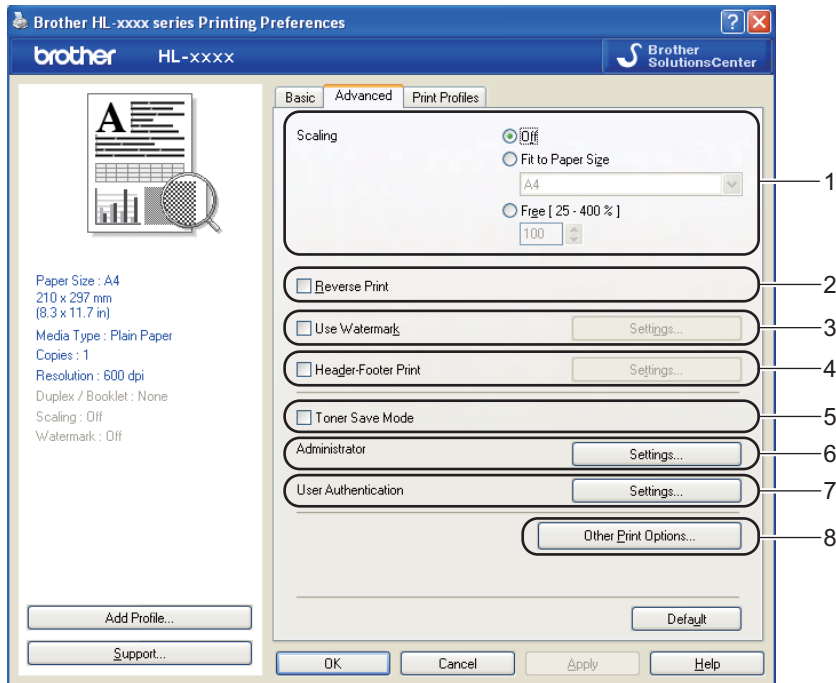 Brother HL-xxxx series Printing Preferences
brother HL-xxxx
Brother SolutionsCenter
A
Paper Size : A4
210 x 297 mm
(8.3 x 11.7 in)
Media Type : Plain Paper
Copies : 1
Resolution : 600 dpi
Duplex / Booklet : None
Scaling : Off
Watermark : Off
Add Profile...
Support...
Basic Advanced Print Profiles
Scaling
Off
Fit to Paper Size
A4
Free [ 25 - 400 % ]
100
1
Reverse Print
2
Use Watermark Settings...
3
Header-Footer Print Settings...
4
Toner Save Mode
5
Administrator Settings...
6
User Authentication Settings...
7
Other Print Options...
8
Default
OK Cancel Apply Help